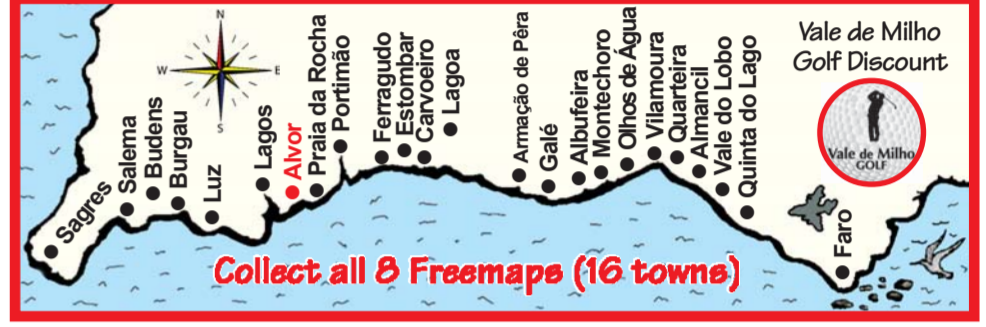 N
W
E
S
Sagres
Salema
Budens
Burgau
Luz
Lagos
Alvor
Praia da Rocha
Portimão
Ferragudo
Estombar
Carvoeiro
Lagoa
Armação de Pêra
Galé
Albufeira
Montechoro
Olhos de Água
Vilamoura
Quarteira
Almancil
Vale do Lobo
Quinta do Lago
Faro
Vale de Milho
Golf Discount
Vale de Milho
GOLF
Collect all 8 Freemaps (16 towns)